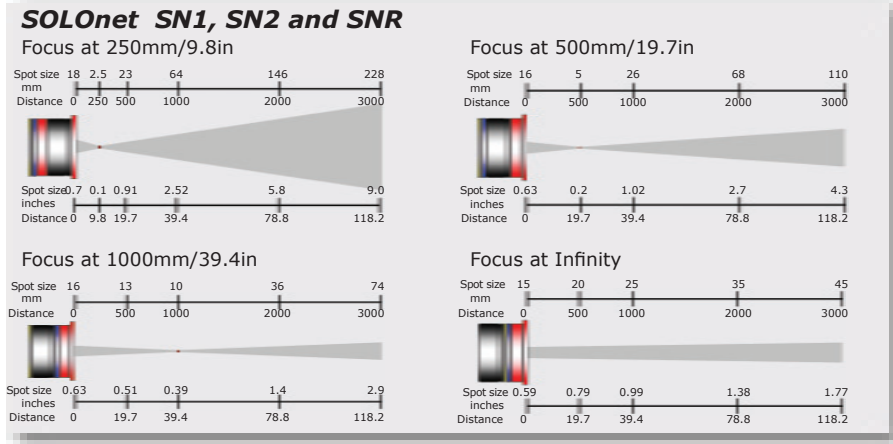 SOLOnet SN1, SN2 and SNR
Focus at 250mm/9.8in
Spot size 18 2.5 23 64 146 228
mm
Distance 0 250 500 1000 2000 3000
Spot size 0.7 0.1 0.91 2.52 5.8 9.0
inches
Distance 0 9.8 19.7 39.4 78.8 118.2
Focus at 500mm/19.7in
Spot size 16 5 26 68 110
mm
Distance 0 500 1000 2000 3000
Spot size 0.63 0.2 1.02 2.7 4.3
inches
Distance 0 19.7 39.4 78.8 118.2
Focus at 1000mm/39.4in
Spot size 16 13 10 36 74
mm
Distance 0 500 1000 2000 3000
Spot size 0.63 0.51 0.39 1.4 2.9
inches
Distance 0 19.7 39.4 78.8 118.2
Focus at Infinity
Spot size 15 20 25 35 45
mm
Distance 0 500 1000 2000 3000
Spot size 0.59 0.79 0.99 1.38 1.77
inches
Distance 0 19.7 39.4 78.8 118.2